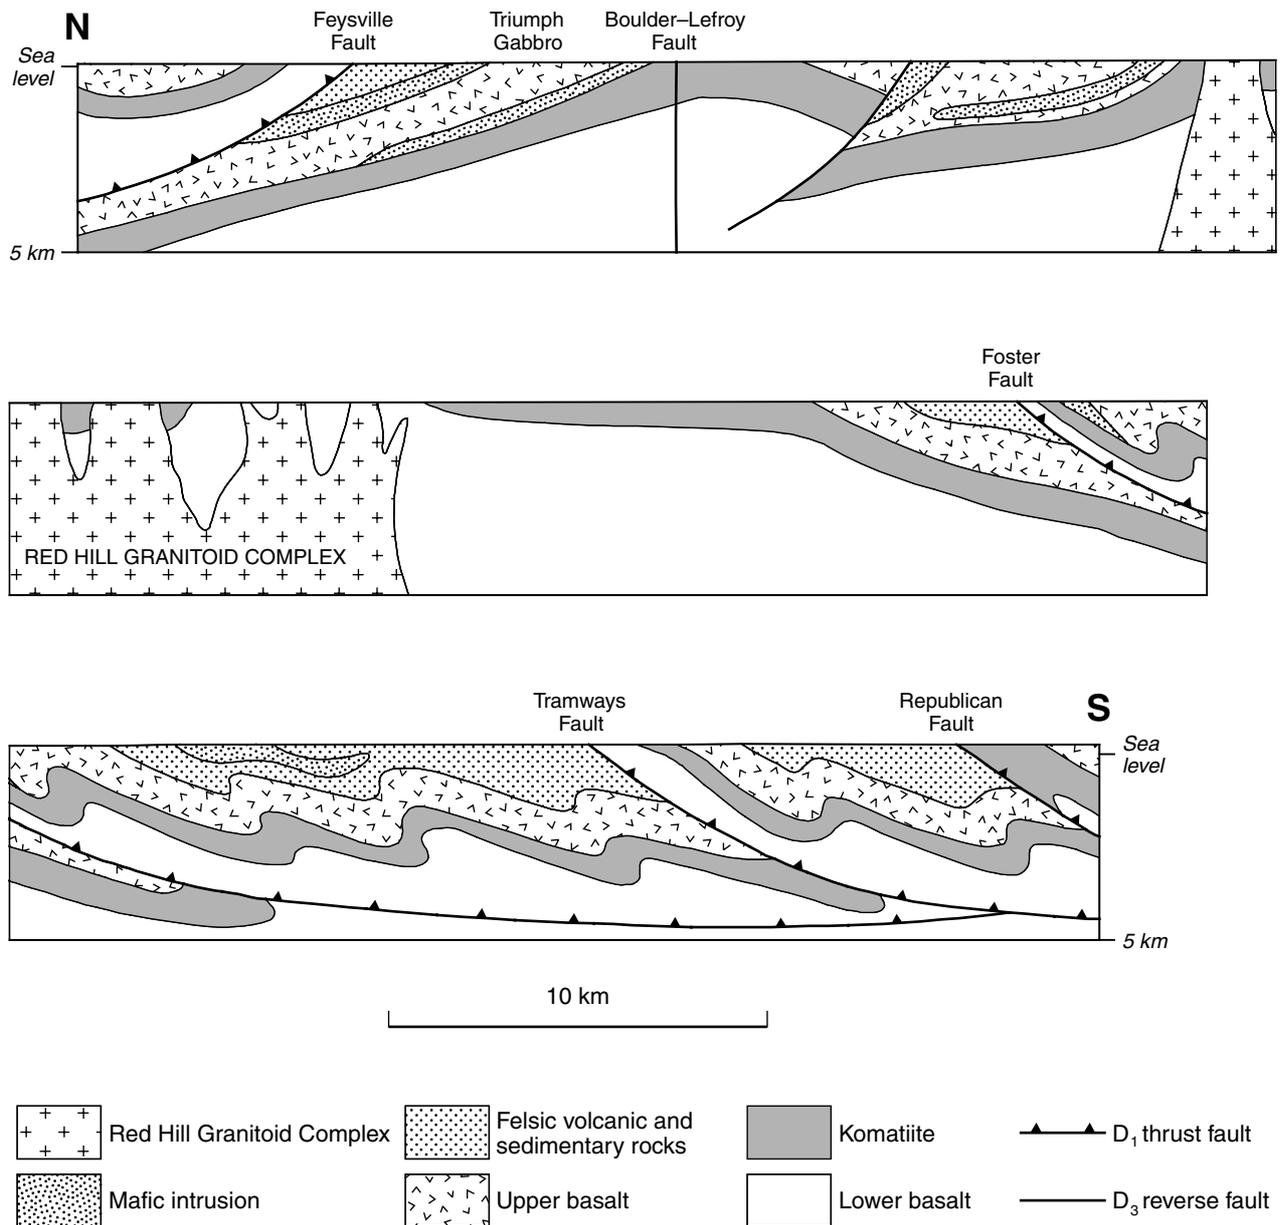 N
Feysville
Fault
Triumph
Gabbro
Boulder–Lefroy
Fault
Sea
level
5 km
Foster
Fault
RED HILL GRANITOID COMPLEX
Tramways
Fault
Republican
Fault
S
Sea
level
5 km
10 km
Red Hill Granitoid Complex
Felsic volcanic and
sedimentary rocks
Komatiite
D1 thrust fault
Mafic intrusion
Upper basalt
Lower basalt
D3 reverse fault